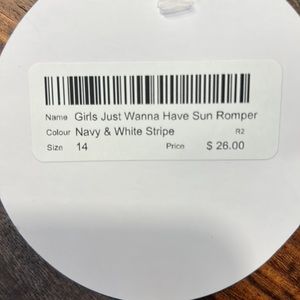 Name Girls Just Wanna Have Sun Romper
Colour Navy & White Stripe R2
Size 14 Price $ 26.00